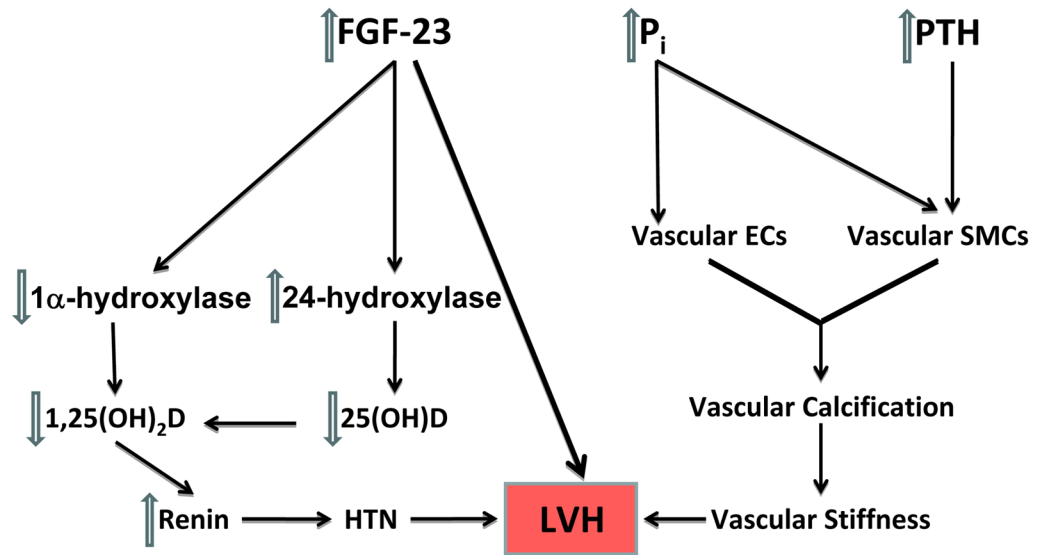 FGF-23
Pi
PTH
Vascular ECs
Vascular SMCs
1α-hydroxylase
24-hydroxylase
1,25(OH)2D
25(OH)D
Vascular Calcification
Renin
HTN
LVH
Vascular Stiffness